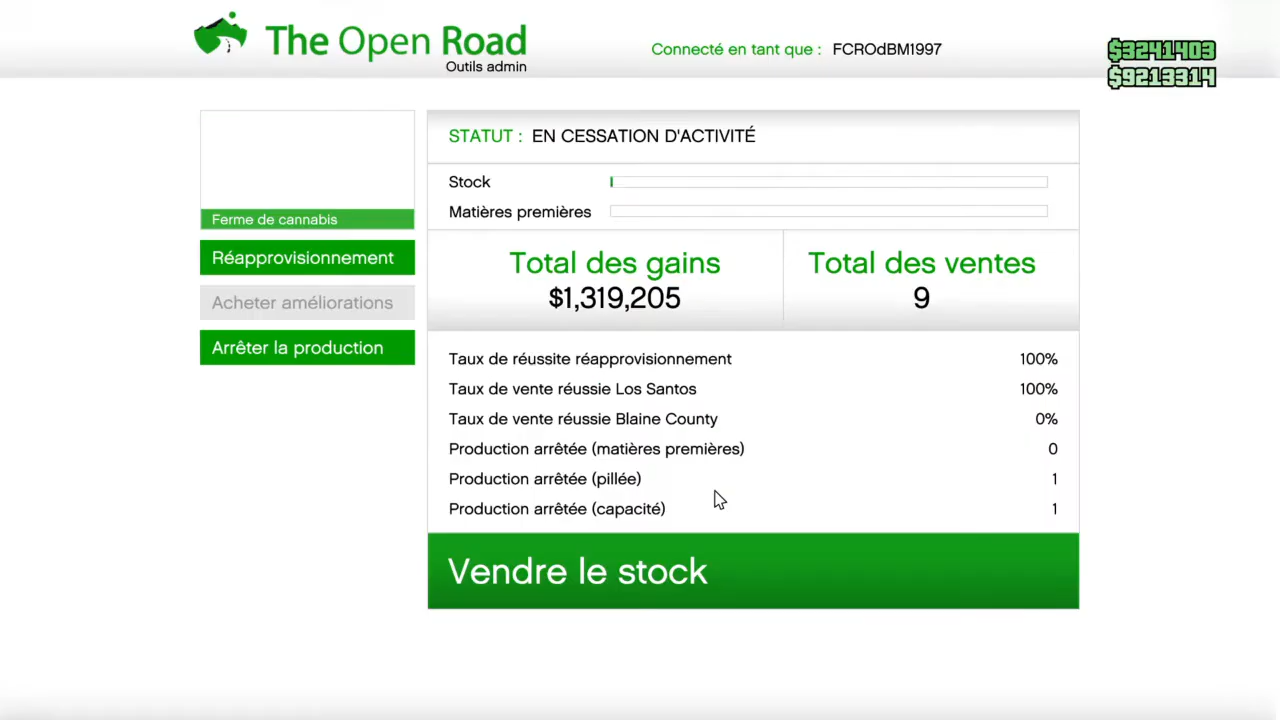 The Open Road
Outils admin
Connecté en tant que : FCROdBM1997
$3241403
$9213314
Ferme de cannabis
Réapprovisionnement
Acheter améliorations
Arrêter la production
STATUT : EN CESSATION D'ACTIVITÉ
Stock
Matières premières
Total des gains
$1,319,205
Total des ventes
9
Taux de réussite réapprovisionnement 100%
Taux de vente réussie Los Santos 100%
Taux de vente réussie Blaine County 0%
Production arrêtée (matières premières) 0
Production arrêtée (pillée) 1
Production arrêtée (capacité) 1
Vendre le stock